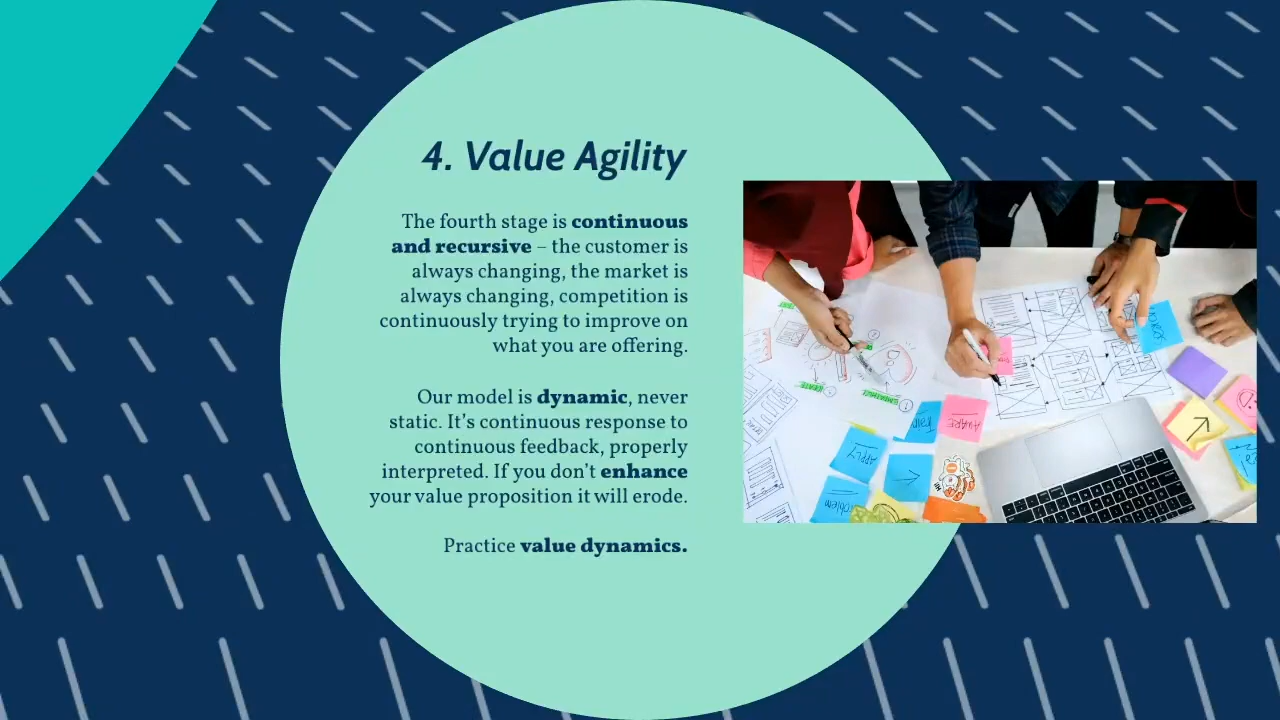 4. Value Agility
The fourth stage is continuous
and recursive – the customer is
always changing, the market is
always changing, competition is
continuously trying to improve on
what you are offering.
Our model is dynamic, never
static. It’s continuous response to
continuous feedback, properly
interpreted. If you don’t enhance
your value proposition it will erode.
Practice value dynamics.
AWARE
APPLY
problem